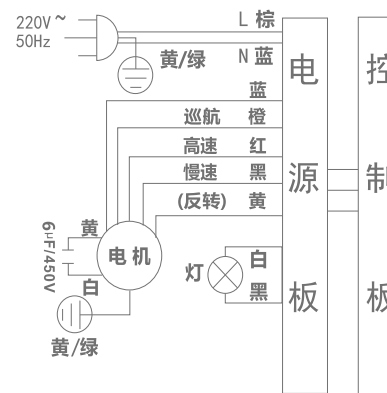 220V~
50Hz
L 棕
N 蓝
黄/绿
蓝
巡航 橙
高速 红
慢速 黑
(反转) 黄
6μF/450V
黄
电机
白
黄/绿
灯
白
黑
电源板
控制板